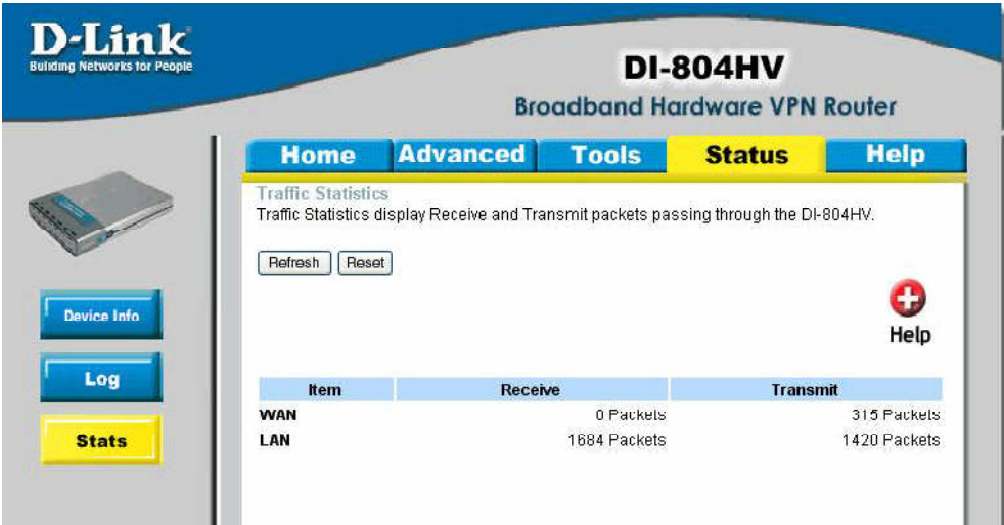 D-Link
Building Networks for People
DI-804HV
Broadband Hardware VPN Router
Home Advanced Tools Status Help
Traffic Statistics
Traffic Statistics display Receive and Transmit packets passing through the DI-804HV.
Refresh Reset
Help
Device Info
Log
Stats
Item Receive Transmit
WAN 0 Packets 315 Packets
LAN 1684 Packets 1420 Packets